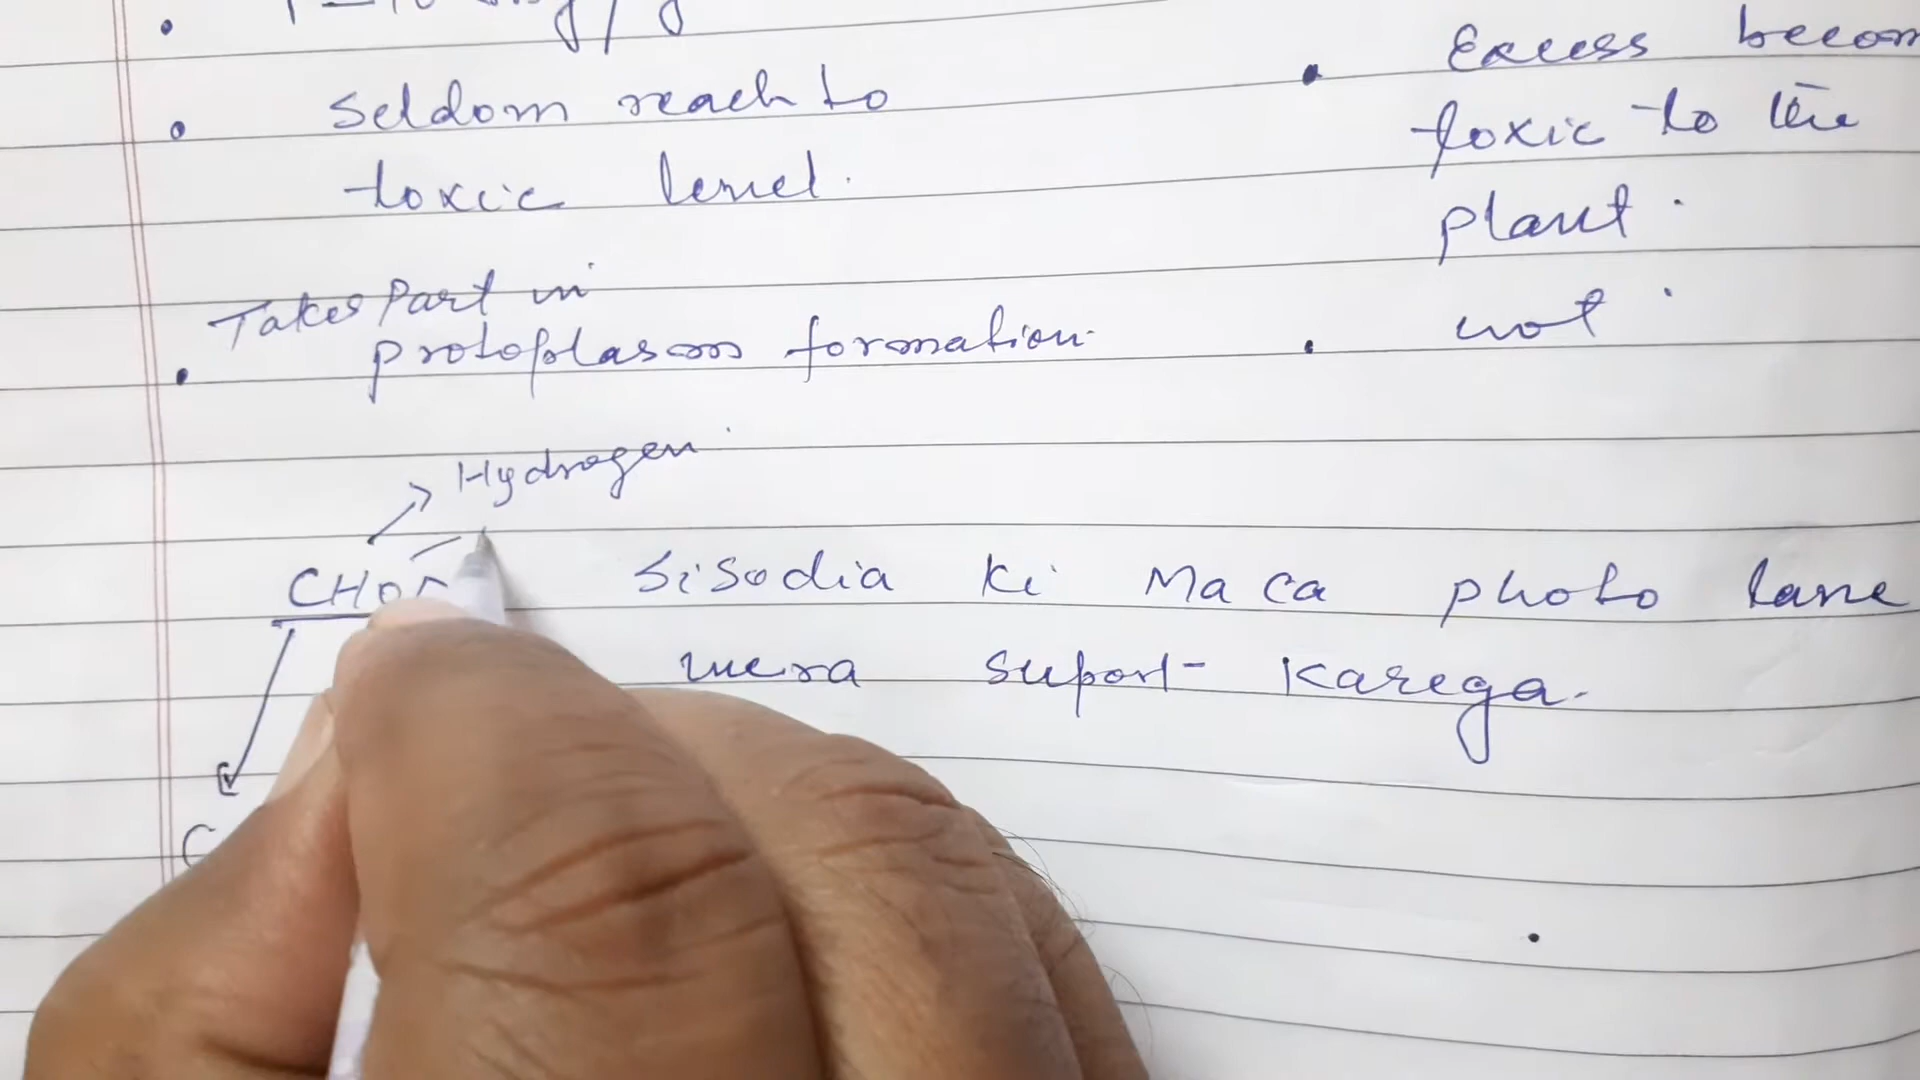 Seldom reach to
toxic level.
Takes Part in
protoplasm formation.
Excess becom
toxic to the
plant.
not.
Hydrogen
CHO Sisodia Ki Ma Ca photo lane
mera suport Karega.
C